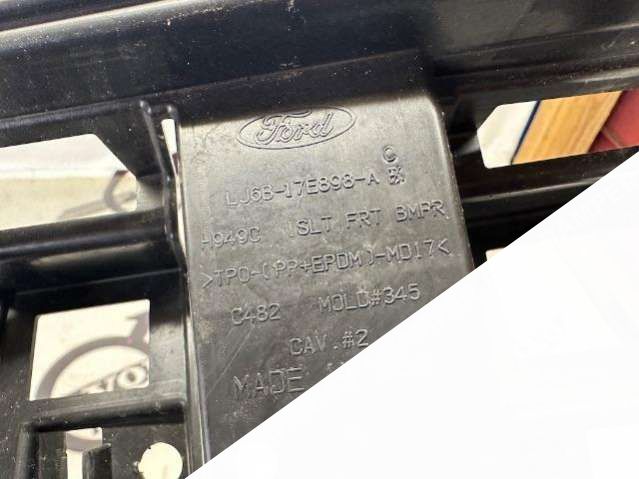 Ford
LJ6B-17E898-A
H949C ISLT FRT BMPR
>TPO-(PP+EPDM)-MD17<
C482 MOLD#345
CAV.#2
MADE